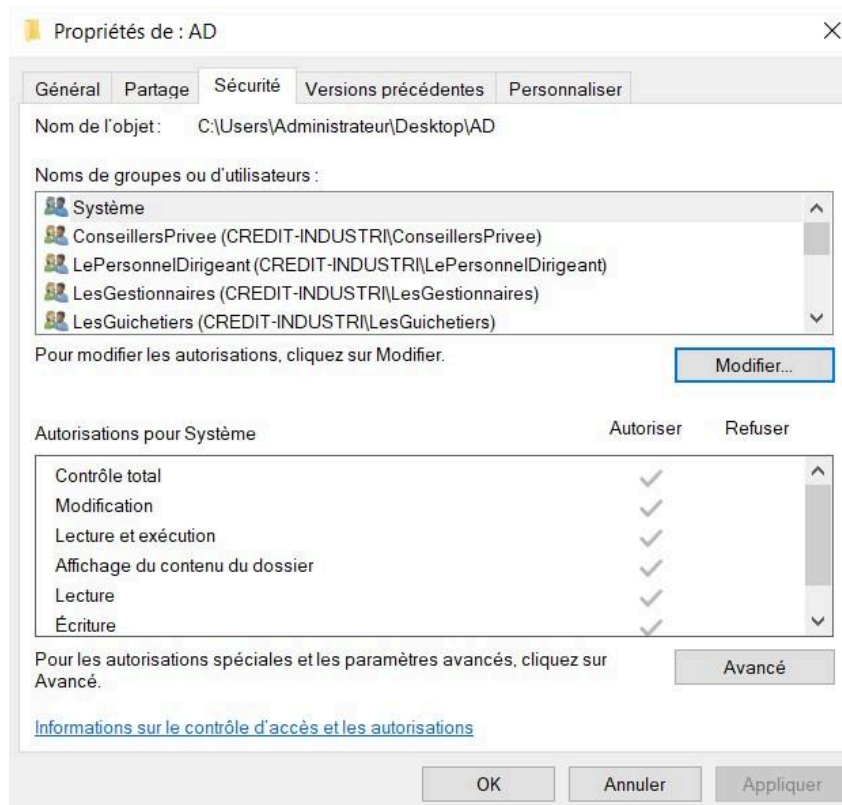 Propriétés de : AD
Général Partage Sécurité Versions précédentes Personnaliser
Nom de l'objet : C:\Users\Administrateur\Desktop\AD
Noms de groupes ou d'utilisateurs :
Système
ConseillersPrivee (CREDIT-INDUSTRI\ConseillersPrivee)
LePersonnelDirigeant (CREDIT-INDUSTRI\LePersonnelDirigeant)
LesGestionnaires (CREDIT-INDUSTRI\LesGestionnaires)
LesGuichetiers (CREDIT-INDUSTRI\LesGuichetiers)
Pour modifier les autorisations, cliquez sur Modifier.
Modifier...
Autorisations pour Système Autoriser Refuser
Contrôle total
Modification
Lecture et exécution
Affichage du contenu du dossier
Lecture
Écriture
Pour les autorisations spéciales et les paramètres avancés, cliquez sur
Avancé.
Avancé
Informations sur le contrôle d'accès et les autorisations
OK Annuler Appliquer